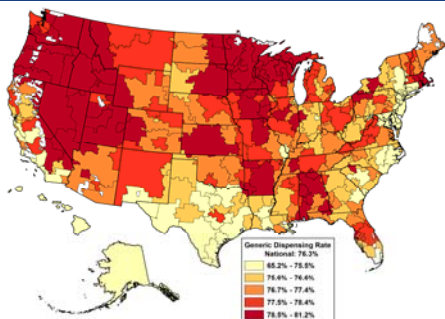 Generic Dispensing Rate
National: 76.3%
65.2% - 75.5%
75.6% - 76.6%
76.7% - 77.4%
77.5% - 78.4%
78.5% - 81.2%